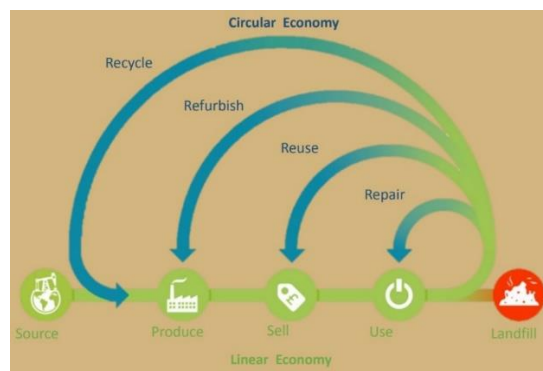 Circular Economy
Recycle
Refurbish
Reuse
Repair
£
Source
Produce
Sell
Use
Landfill
Linear Economy